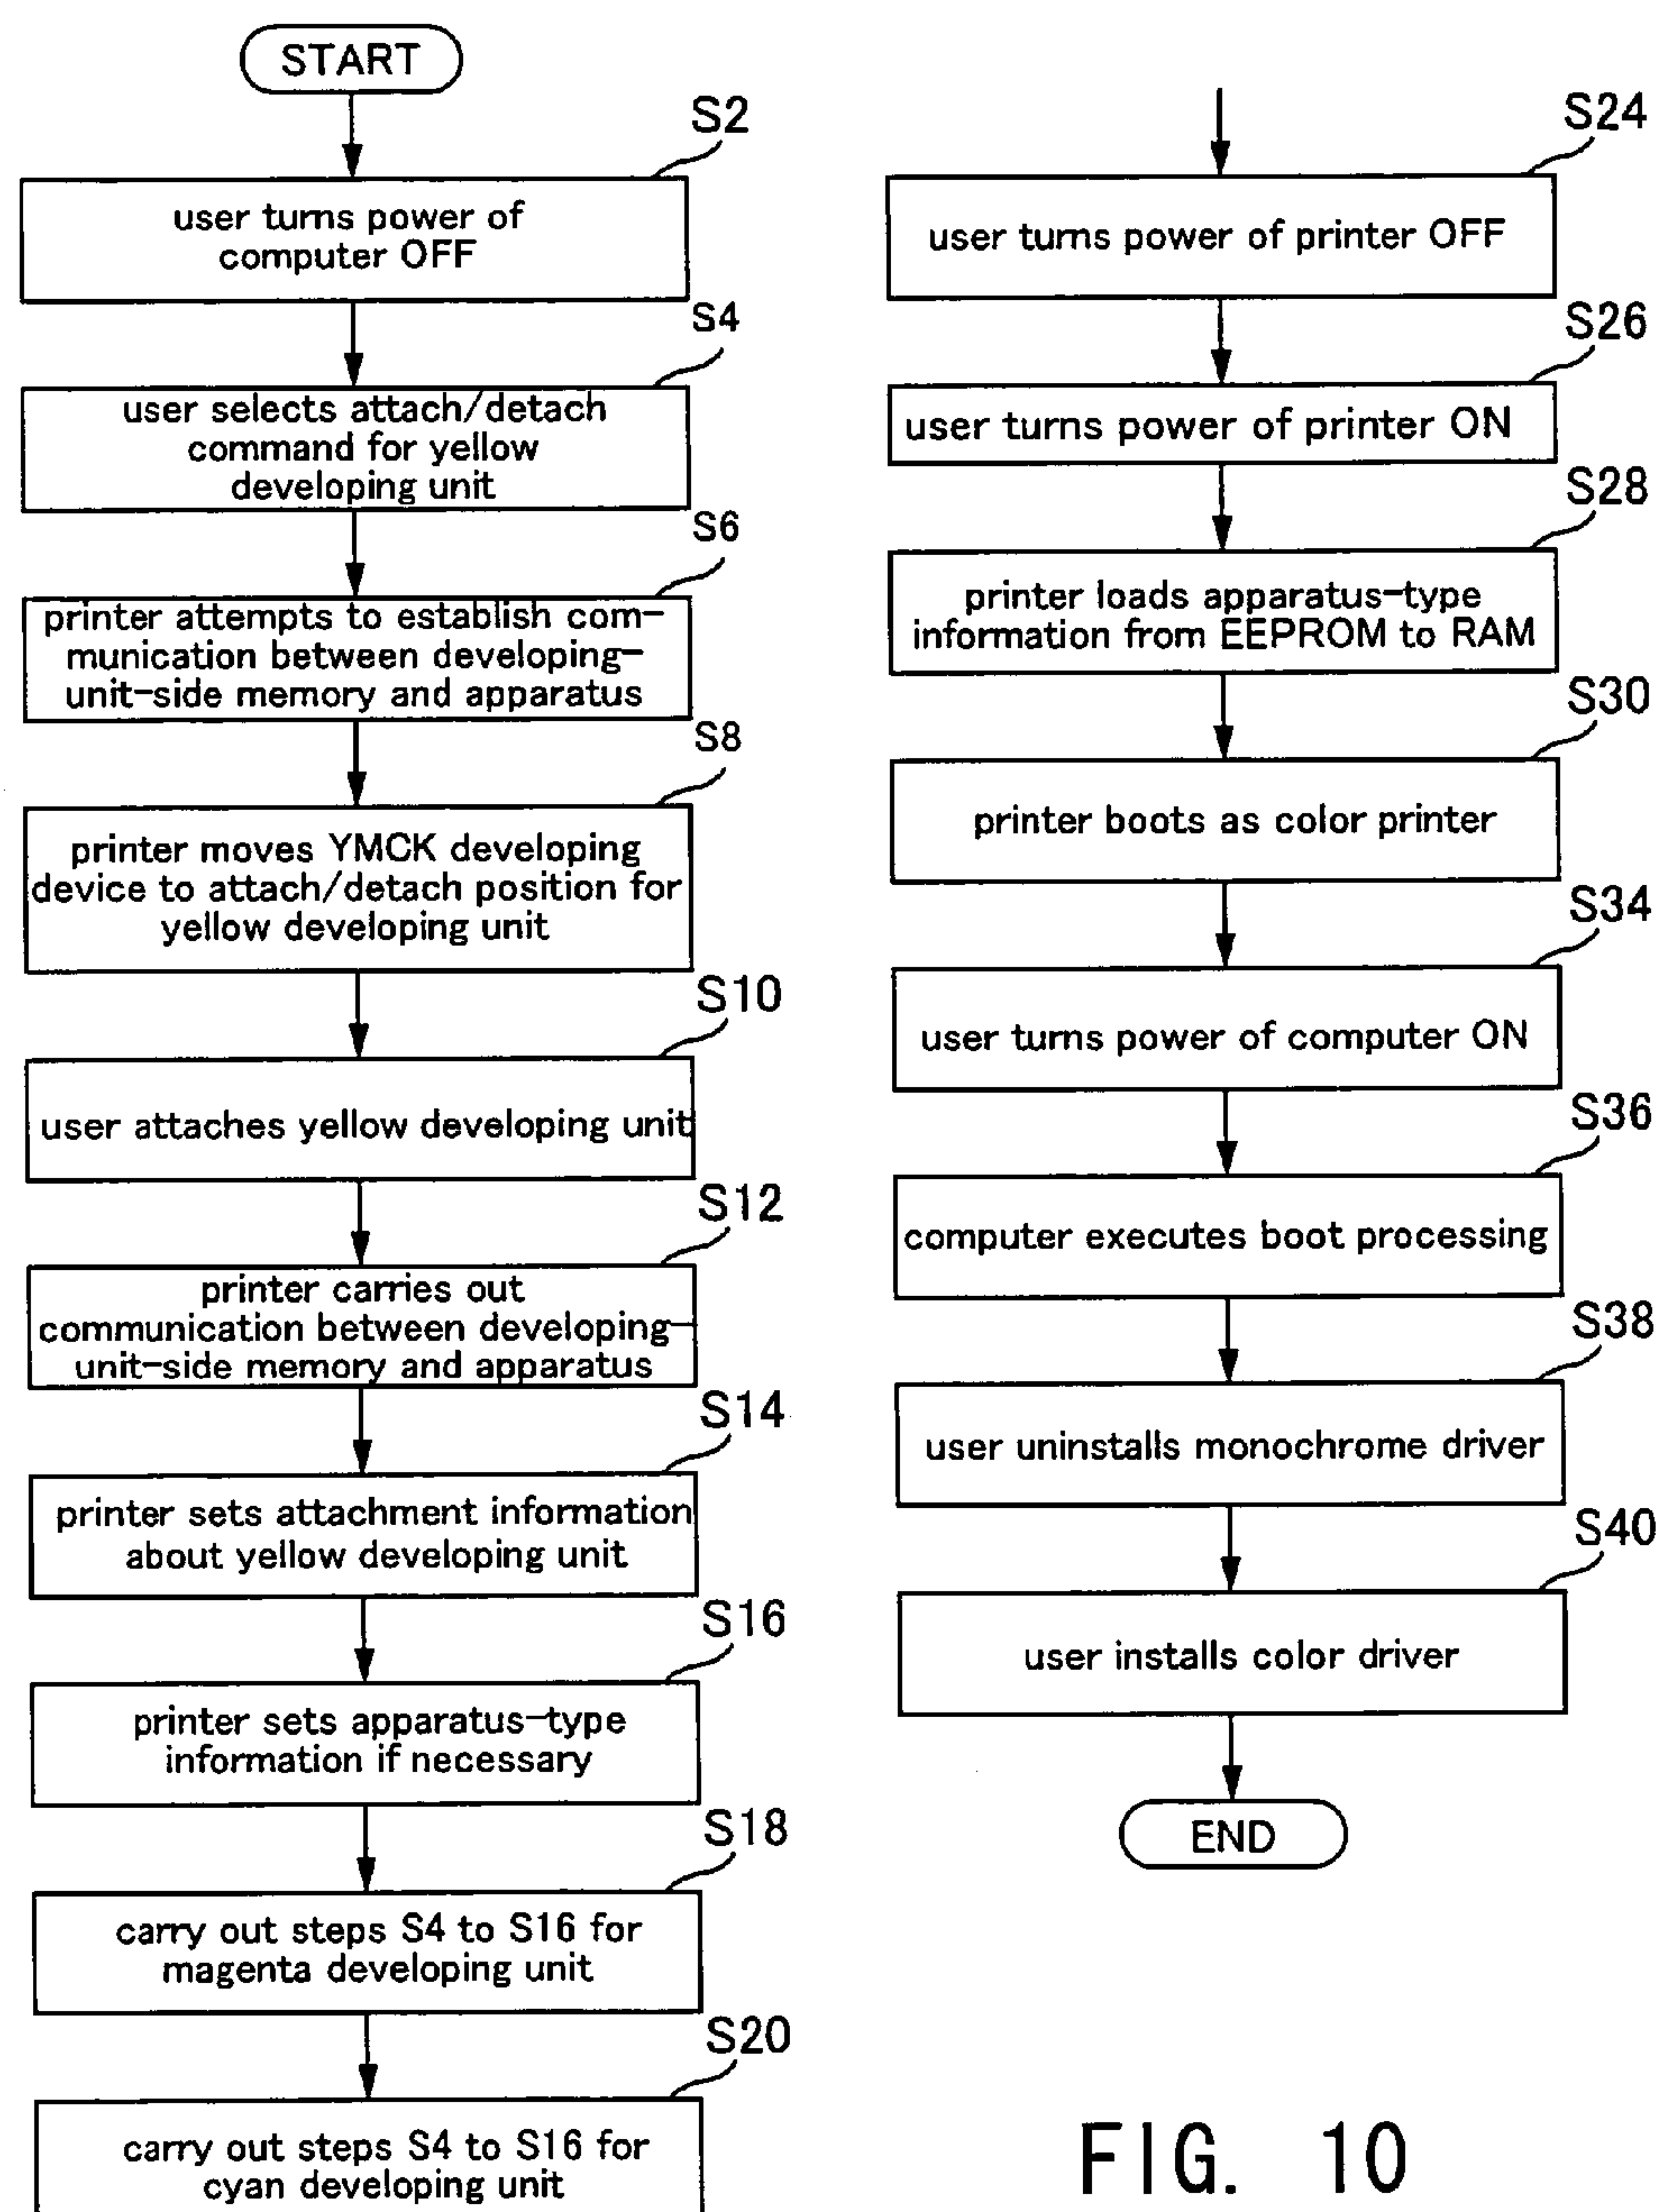 START
S2
user turns power of
computer OFF
S4
user selects attach/detach
command for yellow
developing unit
S6
printer attempts to establish com-
munication between developing-
unit-side memory and apparatus
S8
printer moves YMCK developing
device to attach/detach position for
yellow developing unit
S10
user attaches yellow developing unit
S12
printer carries out
communication between developing-
unit-side memory and apparatus
S14
printer sets attachment information
about yellow developing unit
S16
printer sets apparatus-type
information if necessary
S18
carry out steps S4 to S16 for
magenta developing unit
S20
carry out steps S4 to S16 for
cyan developing unit
S24
user turns power of printer OFF
S26
user turns power of printer ON
S28
printer loads apparatus-type
information from EEPROM to RAM
S30
printer boots as color printer
S34
user turns power of computer ON
S36
computer executes boot processing
S38
user uninstalls monochrome driver
S40
user installs color driver
END
FIG. 10